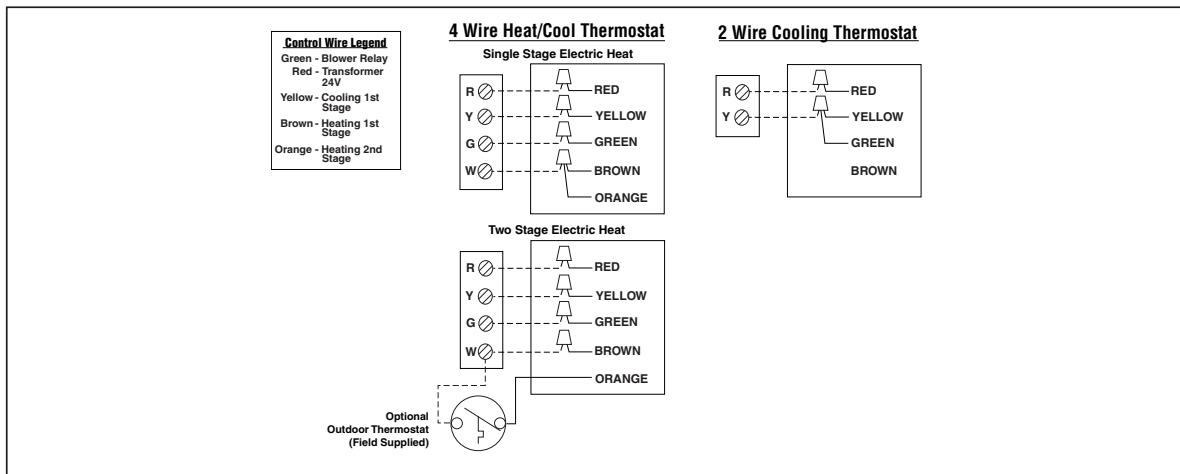 Control Wire Legend
Green - Blower Relay
Red - Transformer
24V
Yellow - Cooling 1st
Stage
Brown - Heating 1st
Stage
Orange - Heating 2nd
Stage
4 Wire Heat/Cool Thermostat
Single Stage Electric Heat
R
RED
Y
YELLOW
G
GREEN
W
BROWN
ORANGE
Two Stage Electric Heat
R
RED
Y
YELLOW
G
GREEN
W
BROWN
ORANGE
Optional
Outdoor Thermostat
(Field Supplied)
2 Wire Cooling Thermostat
R
RED
Y
YELLOW
GREEN
BROWN